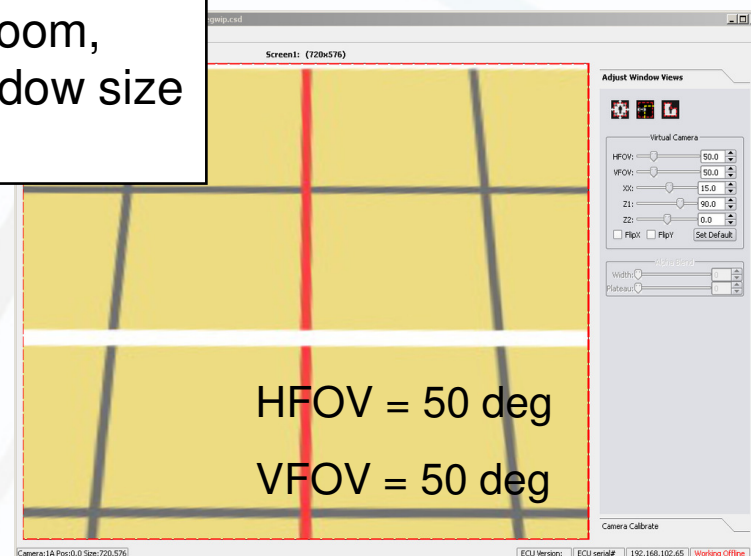 oom,
dow size
egwip.csd
Screen1: (720x576)
Adjust Window Views
Virtual Camera
HFOV: 50.0
VFOV: 50.0
XX: 15.0
Z1: 90.0
Z2: 0.0
FlipX FlipY Set Default
Width: 0
Plateau: 0
HFOV = 50 deg
VFOV = 50 deg
Camera Calibrate
Camera:1A Pos:0,0 Size:720,576
ECU Version: ECU serial# 192.168.102.65 Working Offline